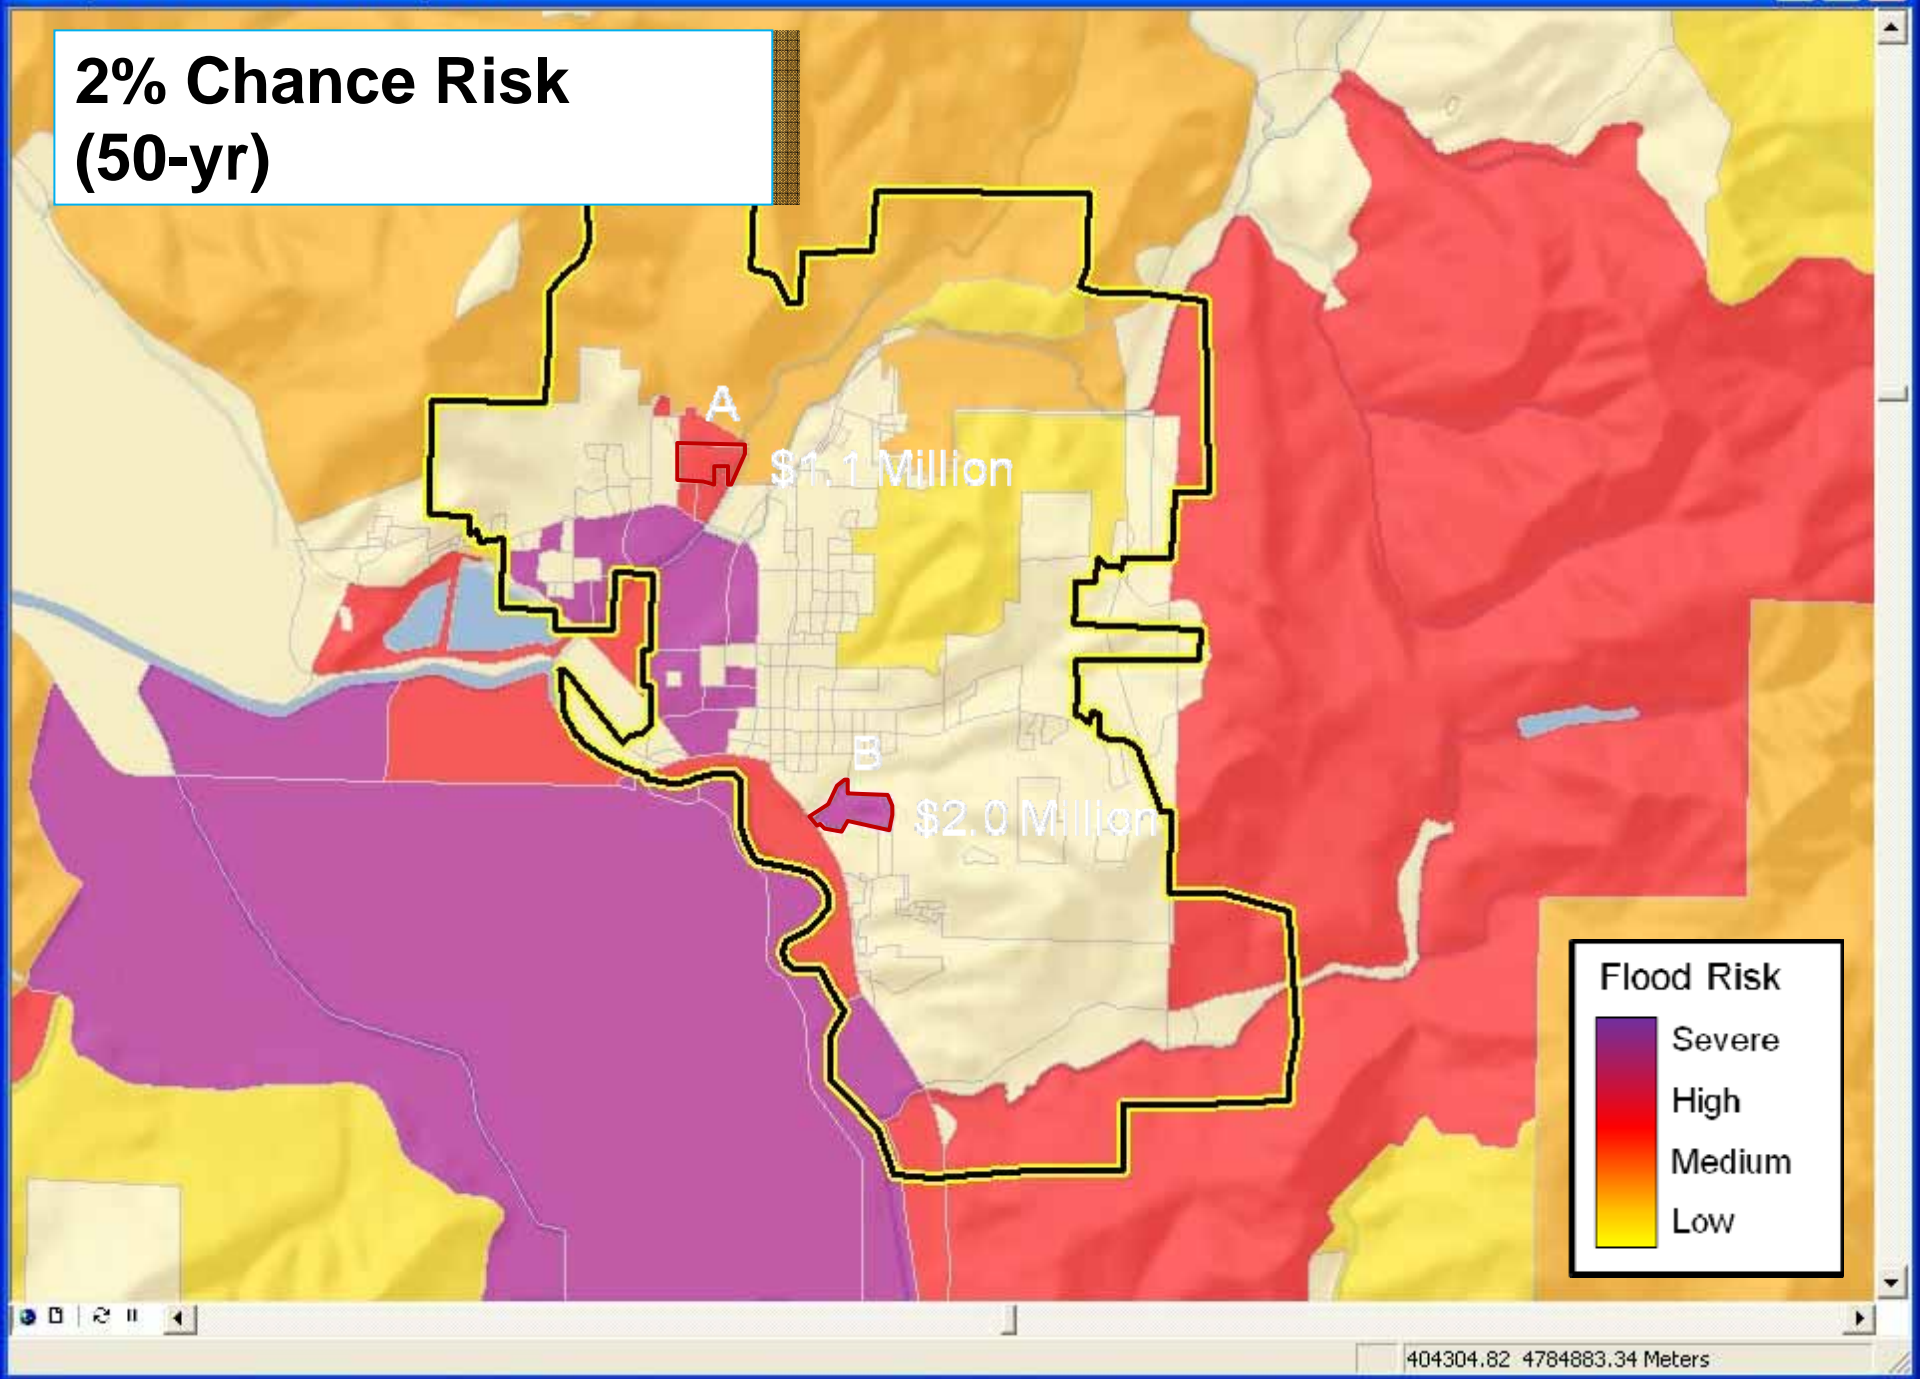 2% Chance Risk
(50-yr)
A
$1.1 Million
B
$2.0 Million
Flood Risk
Severe
High
Medium
Low
404304.82 4784883.34 Meters